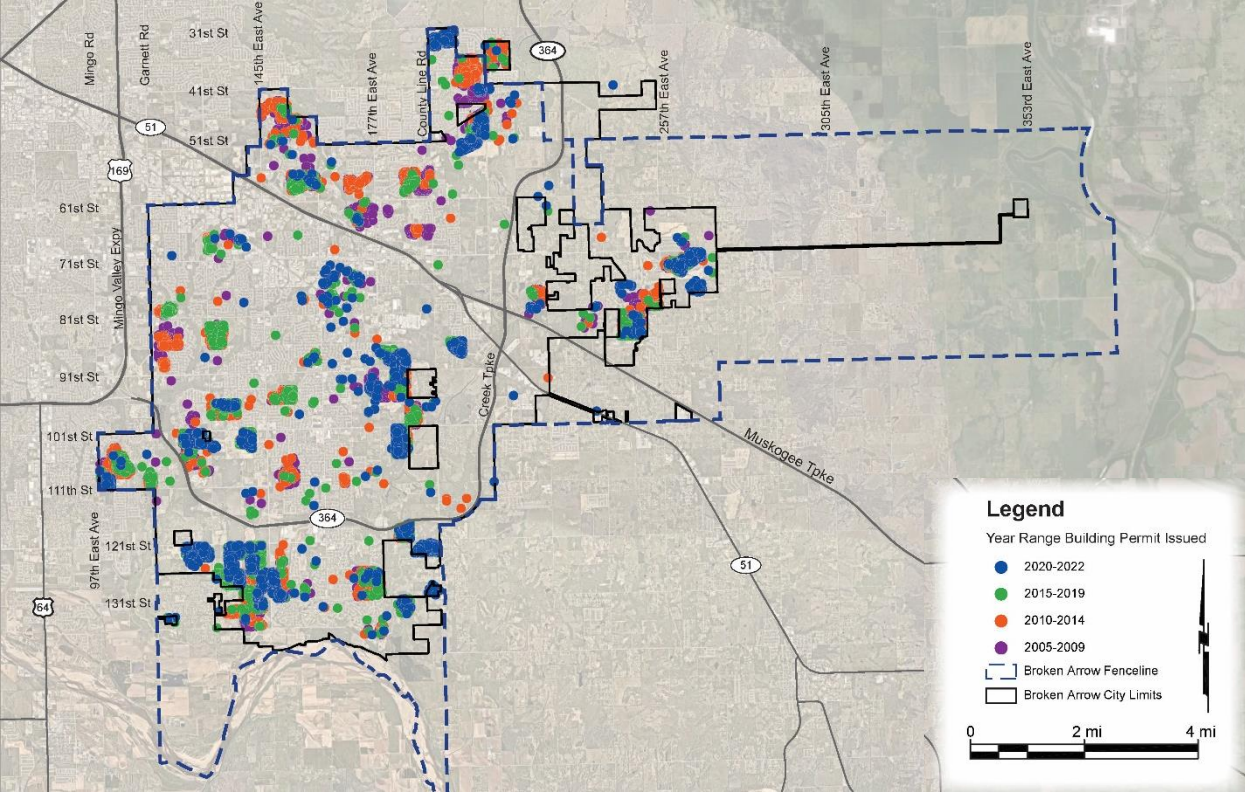 Mingo Rd
Garnett Rd
145th East Ave
177th East Ave
County Line Rd
257th East Ave
305th East Ave
353rd East Ave
31st St
364
41st St
51
51st St
169
61st St
71st St
Mingo Valley Expy
81st St
91st St
Creek Tpke
101st St
Muskogee Tpke
111th St
364
97th East Ave
121st St
51
131st St
64
Legend
Year Range Building Permit Issued
2020-2022
2015-2019
2010-2014
2005-2009
Broken Arrow Fenceline
Broken Arrow City Limits
0 2 mi 4 mi